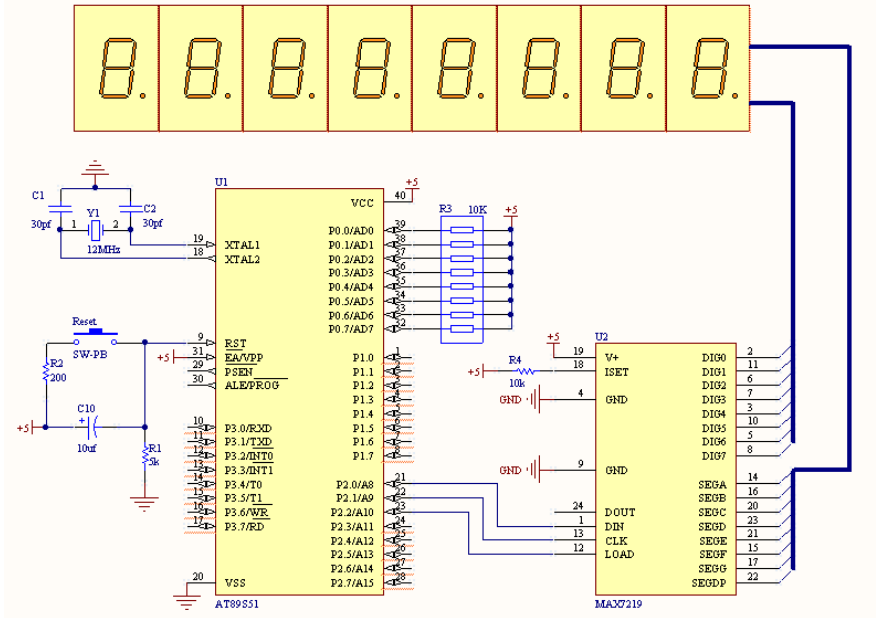 U1
VCC 40 +5
C1 30pf
C2 30pf
Y1
1 2
12MHz
19 XTAL1
18 XTAL2
Reset
SW-PB
R2
200
+5
C10
+
10uf
R1
5k
9 RST
+5 31 EA/VPP
29 PSEN
30 ALE/PROG
10 P3.0/RXD
11 P3.1/TXD
12 P3.2/INT0
13 P3.3/INT1
14 P3.4/T0
15 P3.5/T1
16 P3.6/WR
17 P3.7/RD
20 VSS
AT89S51
R3 10K +5
P0.0/AD0 39
P0.1/AD1 38
P0.2/AD2 37
P0.3/AD3 36
P0.4/AD4 35
P0.5/AD5 34
P0.6/AD6 33
P0.7/AD7 32
P1.0 1
P1.1
P1.2
P1.3
P1.4
P1.5
P1.6
P1.7 8
P2.0/A8 21
P2.1/A9 22
P2.2/A10 23
P2.3/A11 24
P2.4/A12 25
P2.5/A13 26
P2.6/A14 27
P2.7/A15 28
U2
+5
19 V+
R4
+5
10k
18 ISET
GND 4 GND
GND 9 GND
24 DOUT
1 DIN
13 CLK
12 LOAD
DIG0 2
DIG1 11
DIG2 6
DIG3 7
DIG4 3
DIG5 10
DIG6 5
DIG7 8
SEGA 14
SEGB 16
SEGC 20
SEGD 23
SEGE 21
SEGF 15
SEGG 17
SEGDP 22
MAX7219